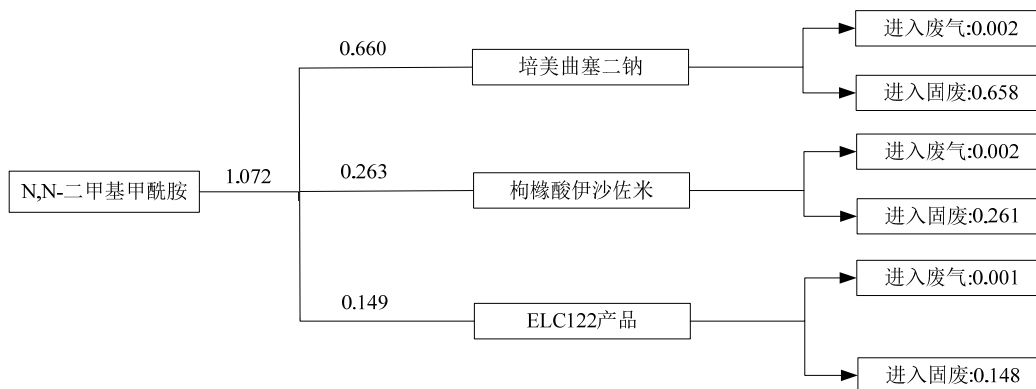 0.660
培美曲塞二钠
进入废气:0.002
进入固废:0.658
N,N-二甲基甲酰胺
1.072
0.263
枸橼酸伊沙佐米
进入废气:0.002
进入固废:0.261
0.149
ELC122产品
进入废气:0.001
进入固废:0.148